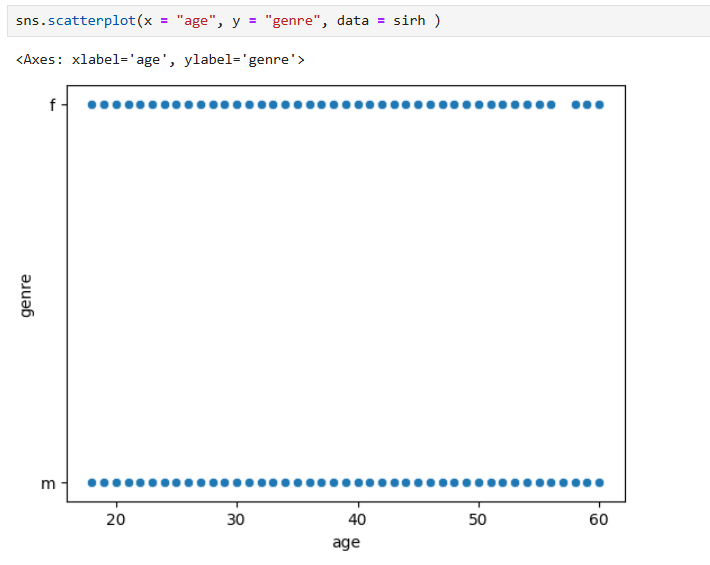 sns.scatterplot(x = "age", y = "genre", data = sirh )
<Axes: xlabel='age', ylabel='genre'>
f
genre
m
20 30 40 50 60
age